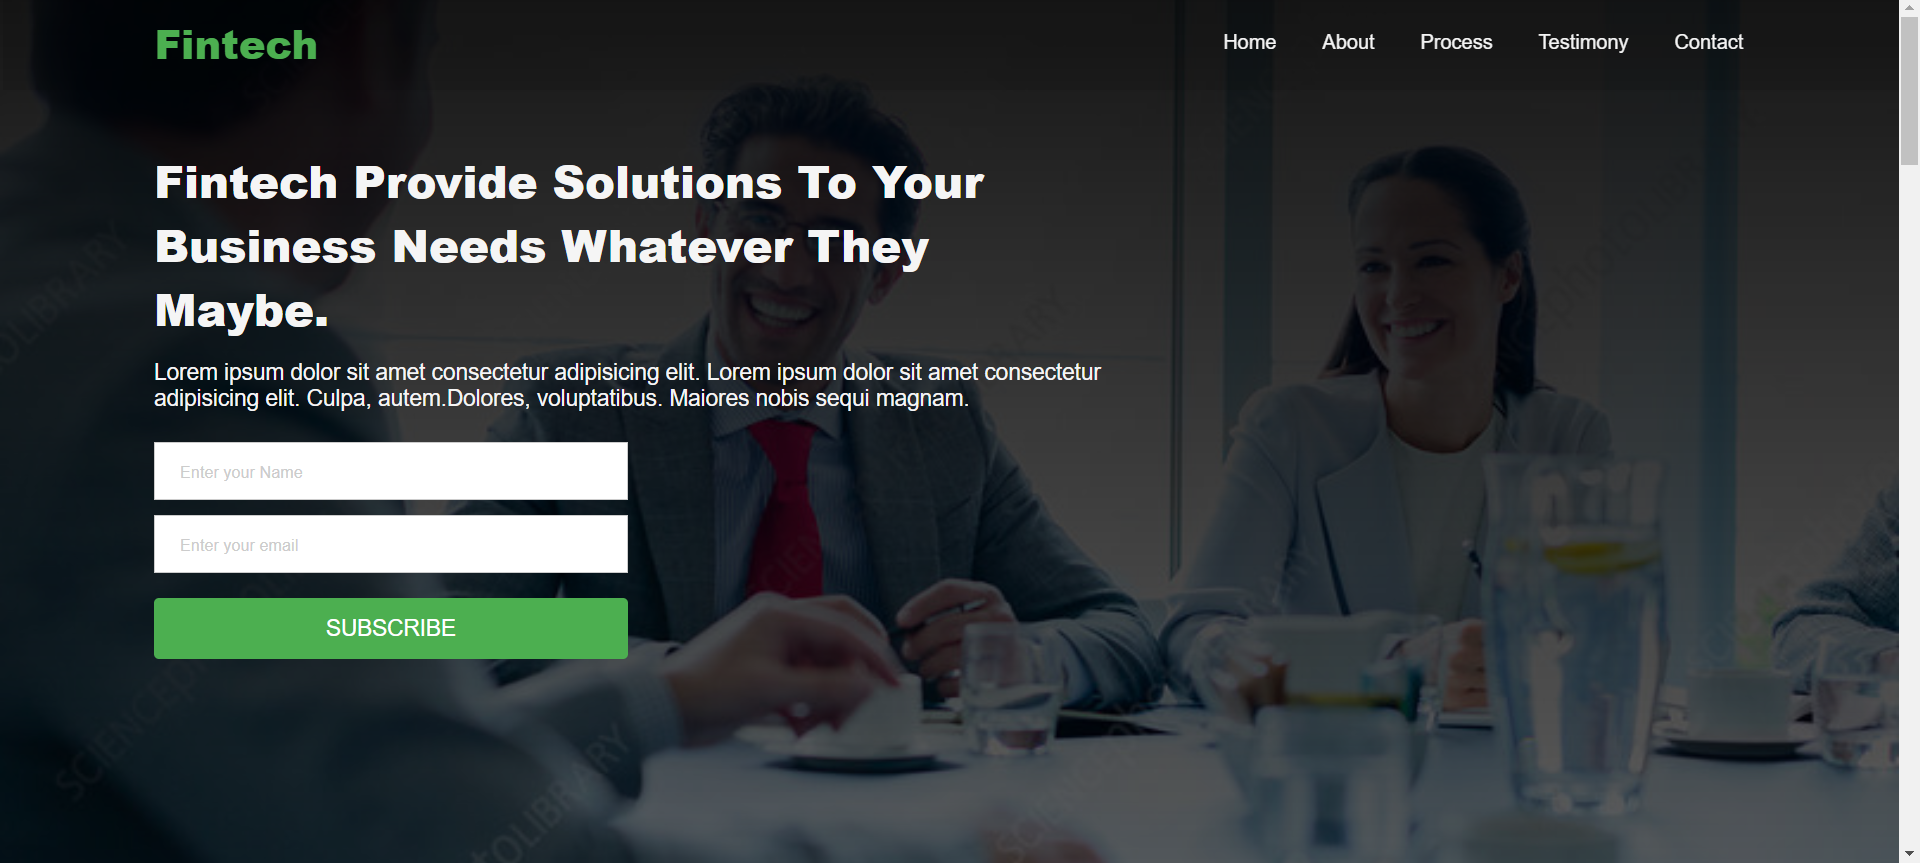 Fintech
Home About Process Testimony Contact
Fintech Provide Solutions To Your
Business Needs Whatever They
Maybe.
Lorem ipsum dolor sit amet consectetur adipisicing elit. Lorem ipsum dolor sit amet consectetur
adipisicing elit. Culpa, autem.Dolores, voluptatibus. Maiores nobis sequi magnam.
Enter your Name
Enter your email
SUBSCRIBE